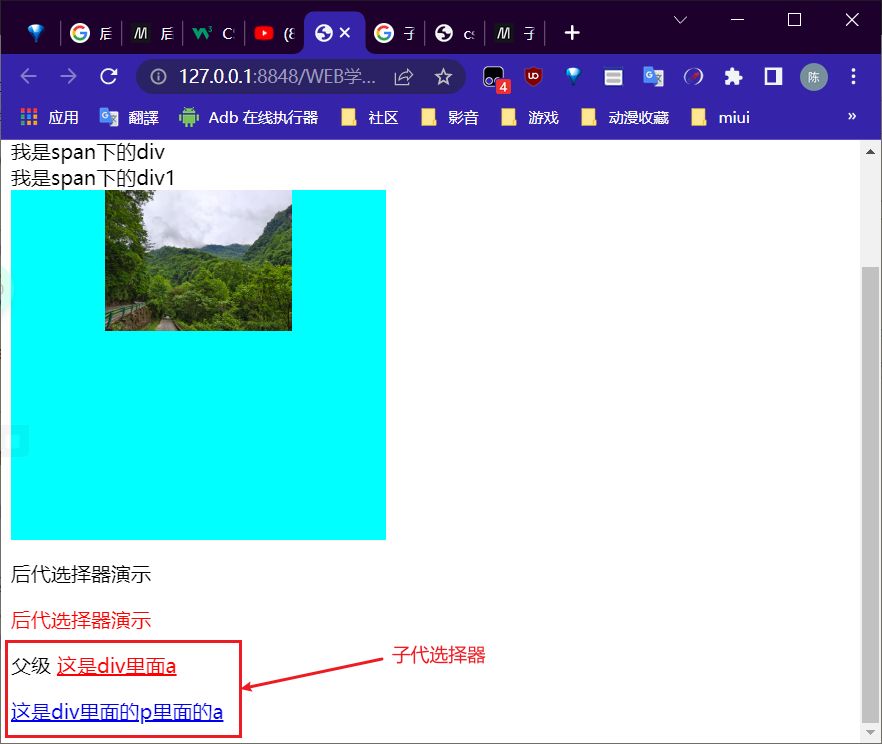 后
后
C
(8
子
cs
子
127.0.0.1:8848/WEB学...
4
陈
应用
翻譯
Adb 在线执行器
社区
影音
游戏
动漫收藏
miui
»
我是span下的div
我是span下的div1
后代选择器演示
后代选择器演示
父级 这是div里面a
子代选择器
这是div里面的p里面的a